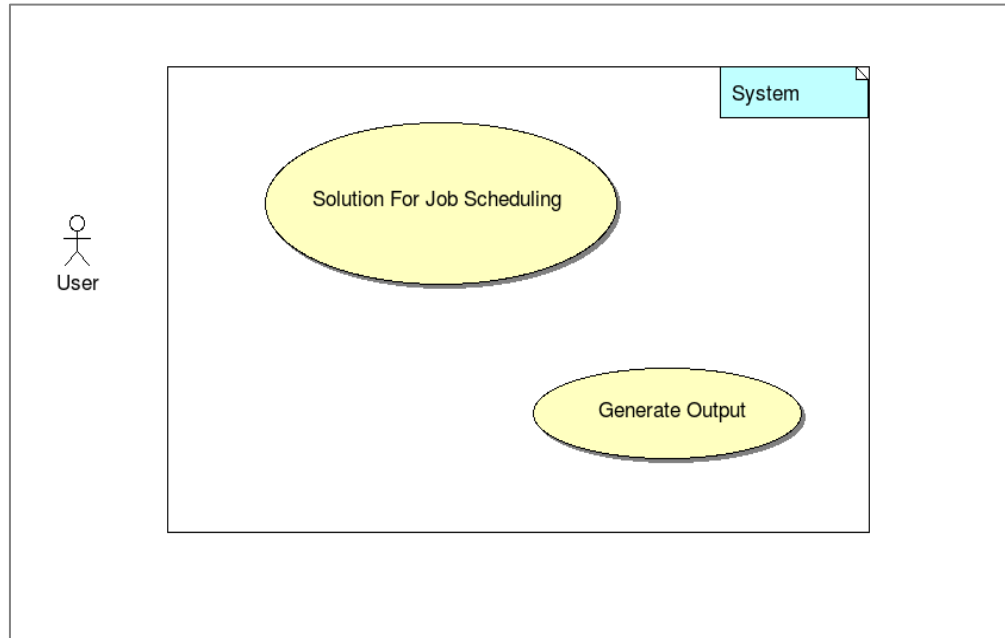 System
Solution For Job Scheduling
User
Generate Output